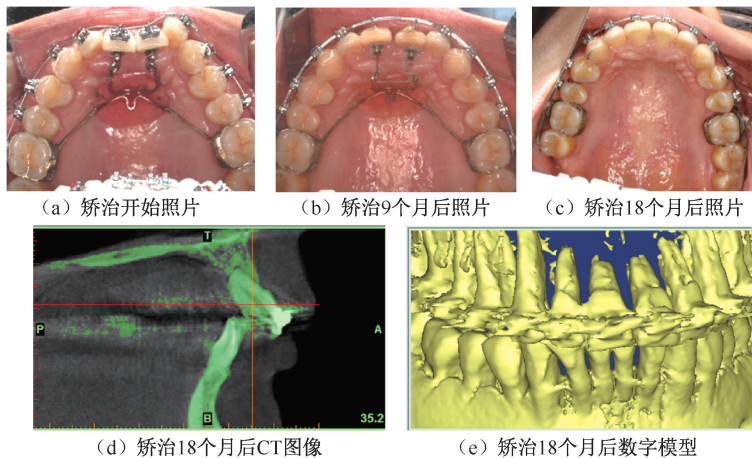 （a）矫治开始照片
（b）矫治9个月后照片
（c）矫治18个月后照片
T
P
A
B
35.2
（d）矫治18个月后CT图像
（e）矫治18个月后数字模型